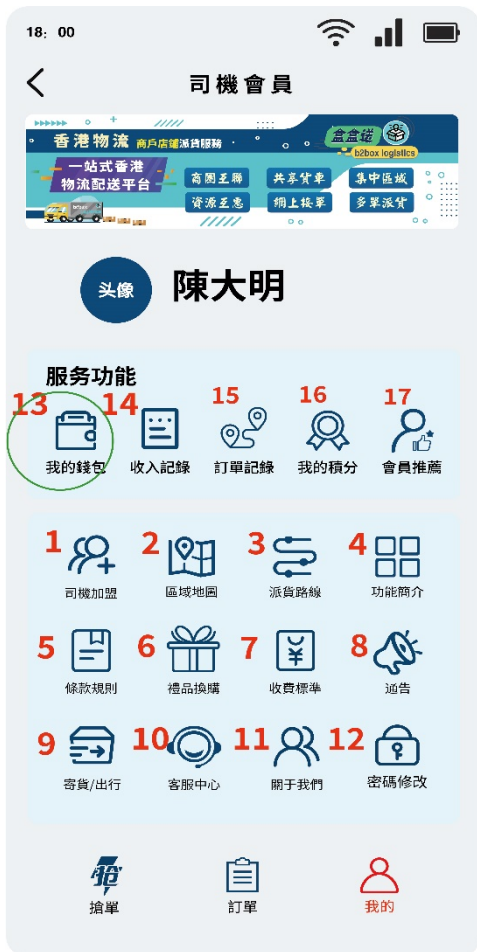 18: 00
司機會員
香港物流 商戶店鋪派貨服務
盒盒送
b2box logistics
一站式香港
物流配送平台
商圈互聯 共享貨車 集中區域
資源互惠 網上接單 多單派貨
头像 陳大明
服务功能
13 14 15 16 17
我的錢包 收入記錄 訂單記錄 我的積分 會員推薦
1 2 3 4
司機加盟 區域地圖 派貨路線 功能簡介
5 6 7 8
條款規則 禮品換購 收費標準 通告
9 10 11 12
寄貨/出行 客服中心 關于我們 密碼修改
搶
搶單 訂單 我的